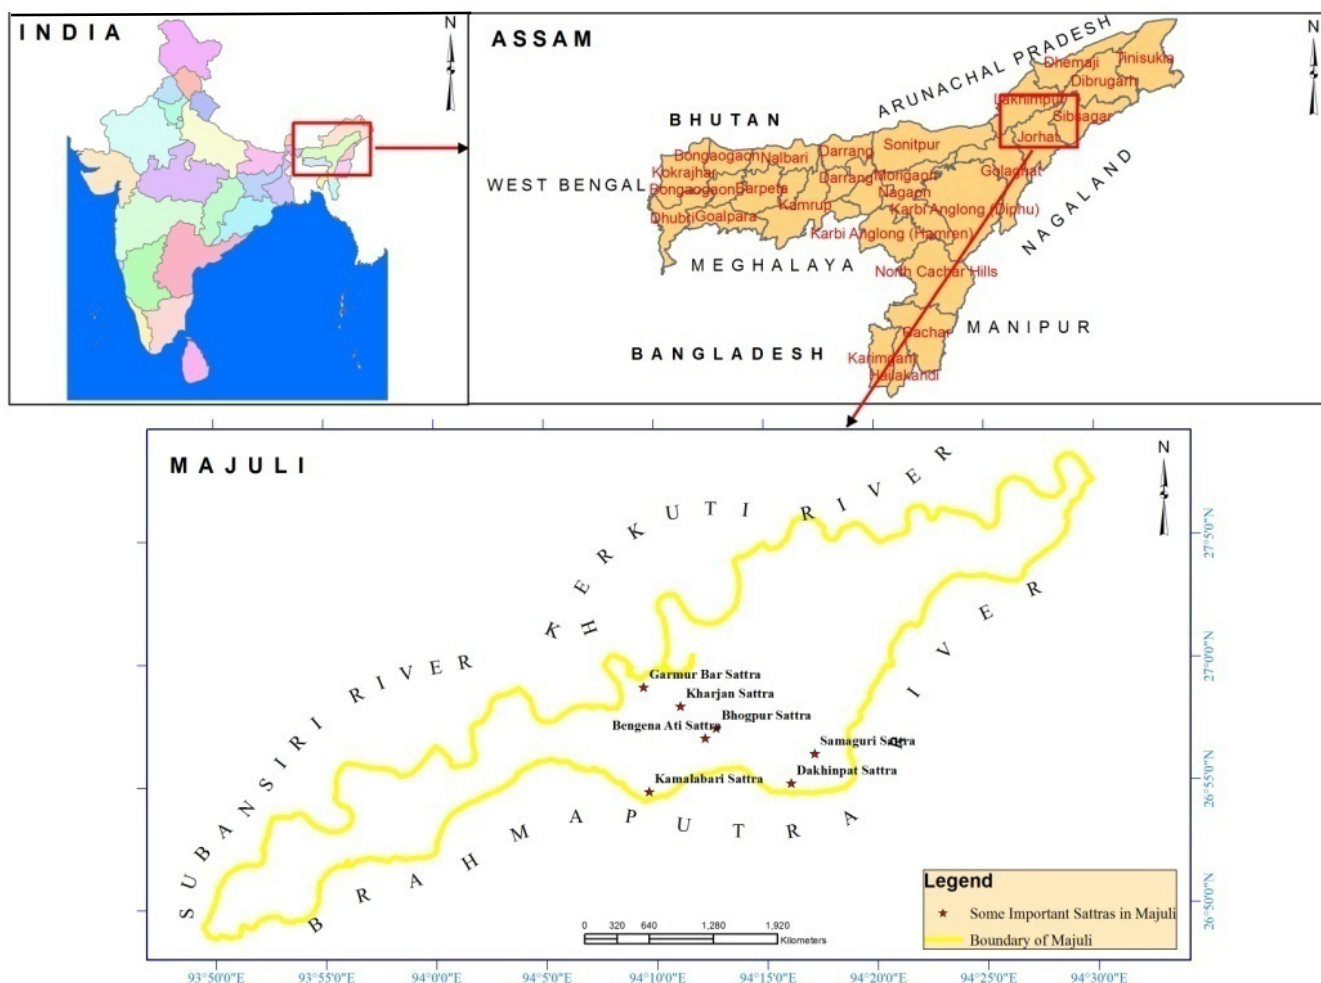 INDIA
N
ASSAM
N
ARUNACHAL PRADESH
Dhemaji
Tinisukia
Dibrugarh
Lakhimpur
Sibsagar
Jorhat
BHUTAN
Sonitpur
Darrang
Bongaogaon
Nalbari
Golaghat
Kokrajhar
Darrang
Morigaon
WEST BENGAL
Bongaogaon
Barpeta
Nagaon
Kamrup
Karbi Anglong (Diphu)
NAGALAND
Dhubri
Goalpara
Karbi Anglong (Hamren)
MEGHALAYA
North Cachar Hills
MANIPUR
Cachar
BANGLADESH
Karimganj
Hailakandi
MAJULI
N
KHERKUTI RIVER
SUBANSIRI RIVER
BRAHMAPUTRA RIVER
Garmur Bar Sattra
Kharjan Sattra
Bhogpur Sattra
Bengena Ati Sattra
Samaguri Sattra
Dakhinpat Sattra
Kamalabari Sattra
27°5'0"N
27°0'0"N
26°55'0"N
26°50'0"N
Legend
Some Important Sattras in Majuli
Boundary of Majuli
0 320 640 1,280 1,920
Kilometers
93°50'0"E 93°55'0"E 94°0'0"E 94°5'0"E 94°10'0"E 94°15'0"E 94°20'0"E 94°25'0"E 94°30'0"E